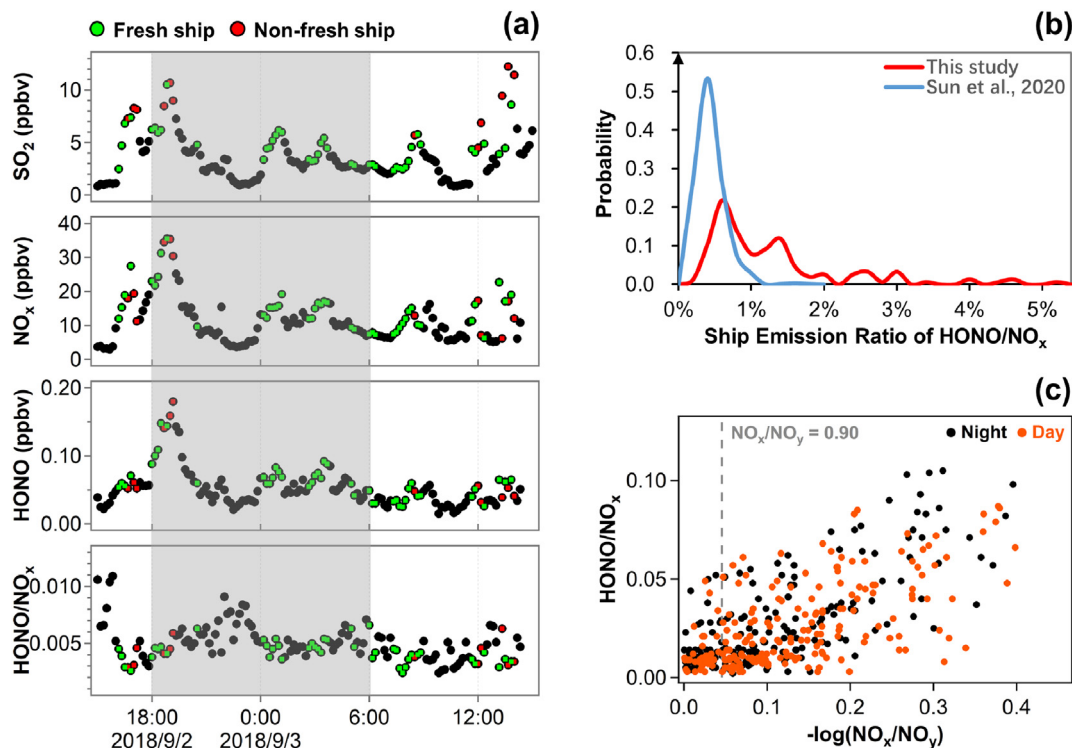 Fresh ship Non-fresh ship (a)
SO2 (ppbv)
10
5
0
NOx (ppbv)
40
30
20
10
0
HONO (ppbv)
0.20
0.10
0.00
HONO/NOx
0.010
0.005
18:00 0:00 6:00 12:00
2018/9/2 2018/9/3
(b)
This study
Sun et al., 2020
Probability
0.6
0.5
0.4
0.3
0.2
0.1
0.0
0% 1% 2% 3% 4% 5%
Ship Emission Ratio of HONO/NOx
(c)
NOx/NOy = 0.90
Night Day
HONO/NOx
0.10
0.05
0.00
0.0 0.1 0.2 0.3 0.4
-log(NOx/NOy)